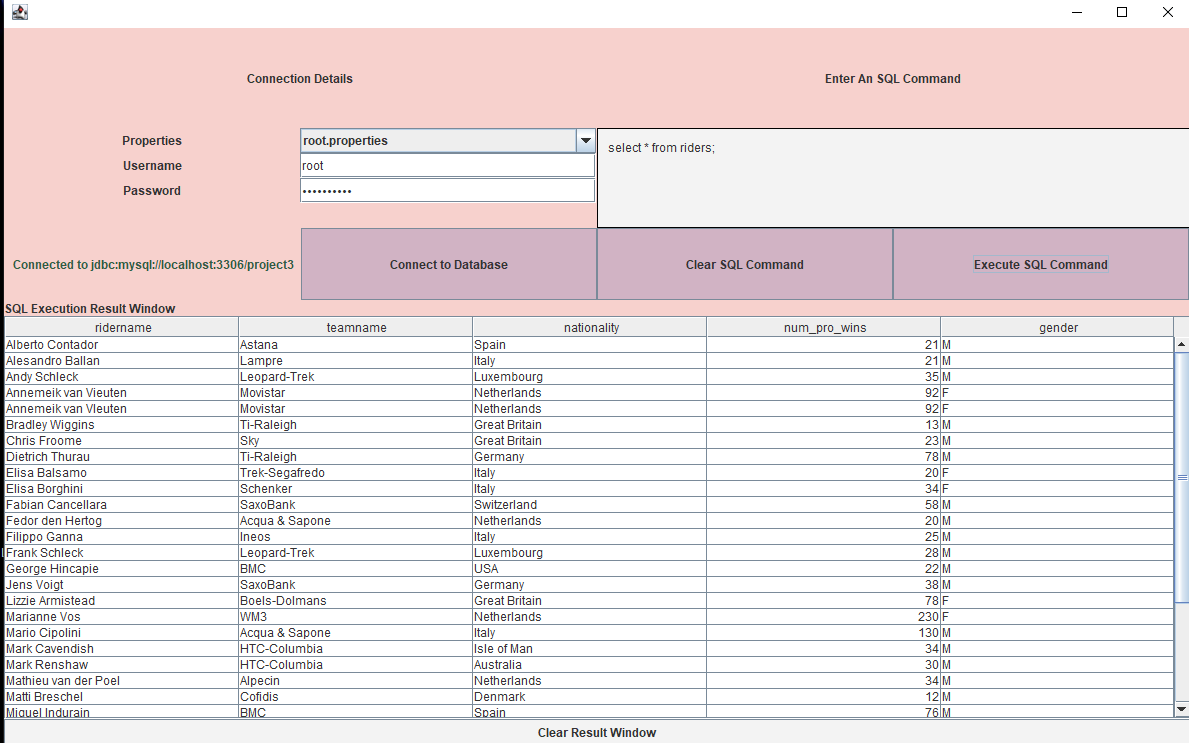 Connection Details
Enter An SQL Command
Properties root.properties
select * from riders;
Username root
Password ••••••••••
Connected to jdbc:mysql://localhost:3306/project3 Connect to Database Clear SQL Command Execute SQL Command
SQL Execution Result Window
ridername teamname nationality num_pro_wins gender
Alberto Contador Astana Spain 21 M
Alesandro Ballan Lampre Italy 21 M
Andy Schleck Leopard-Trek Luxembourg 35 M
Annemeik van Vieuten Movistar Netherlands 92 F
Annemeik van Vleuten Movistar Netherlands 92 F
Bradley Wiggins Ti-Raleigh Great Britain 13 M
Chris Froome Sky Great Britain 23 M
Dietrich Thurau Ti-Raleigh Germany 78 M
Elisa Balsamo Trek-Segafredo Italy 20 F
Elisa Borghini Schenker Italy 34 F
Fabian Cancellara SaxoBank Switzerland 58 M
Fedor den Hertog Acqua & Sapone Netherlands 20 M
Filippo Ganna Ineos Italy 25 M
Frank Schleck Leopard-Trek Luxembourg 28 M
George Hincapie BMC USA 22 M
Jens Voigt SaxoBank Germany 38 M
Lizzie Armistead Boels-Dolmans Great Britain 78 F
Marianne Vos WM3 Netherlands 230 F
Mario Cipolini Acqua & Sapone Italy 130 M
Mark Cavendish HTC-Columbia Isle of Man 34 M
Mark Renshaw HTC-Columbia Australia 30 M
Mathieu van der Poel Alpecin Netherlands 34 M
Matti Breschel Cofidis Denmark 12 M
Miguel Indurain BMC Spain 76 M
Clear Result Window